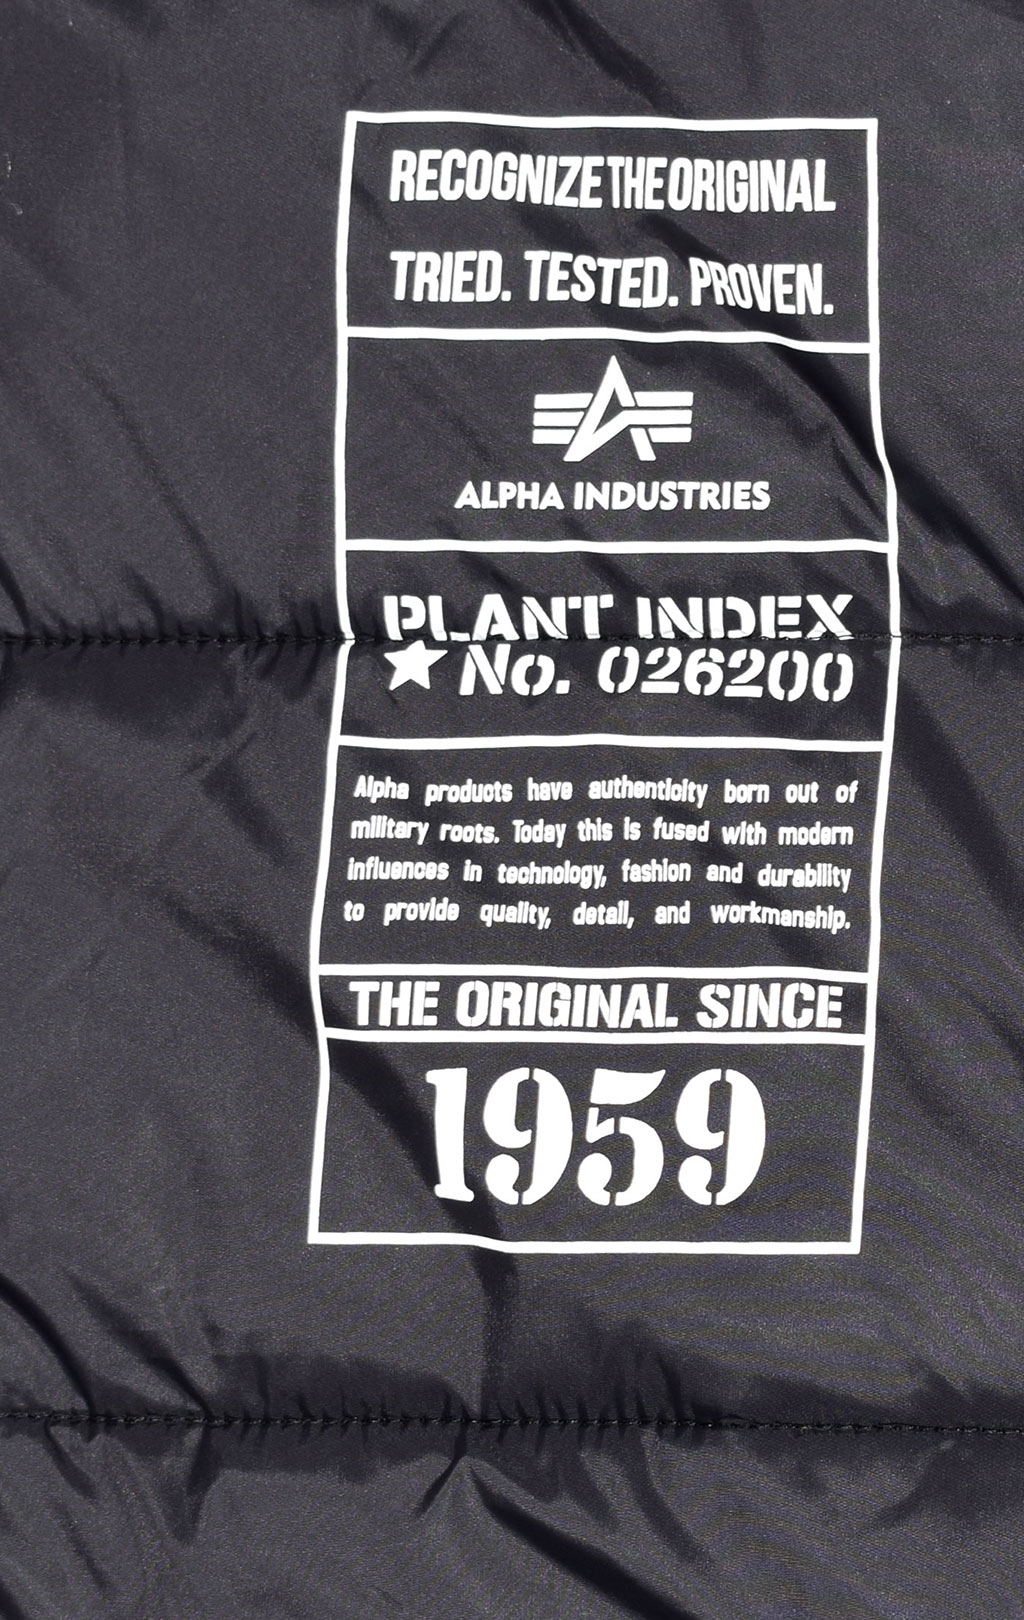 RECOGNIZE THE ORIGINAL
TRIED. TESTED. PROVEN.
ALPHA INDUSTRIES
PLANT INDEX
★ No. 026200
Alpha products have authenticity born out of
military roots. Today this is fused with modern
influences in technology, fashion and durability
to provide quality, detail, and workmanship.
THE ORIGINAL SINCE
1959